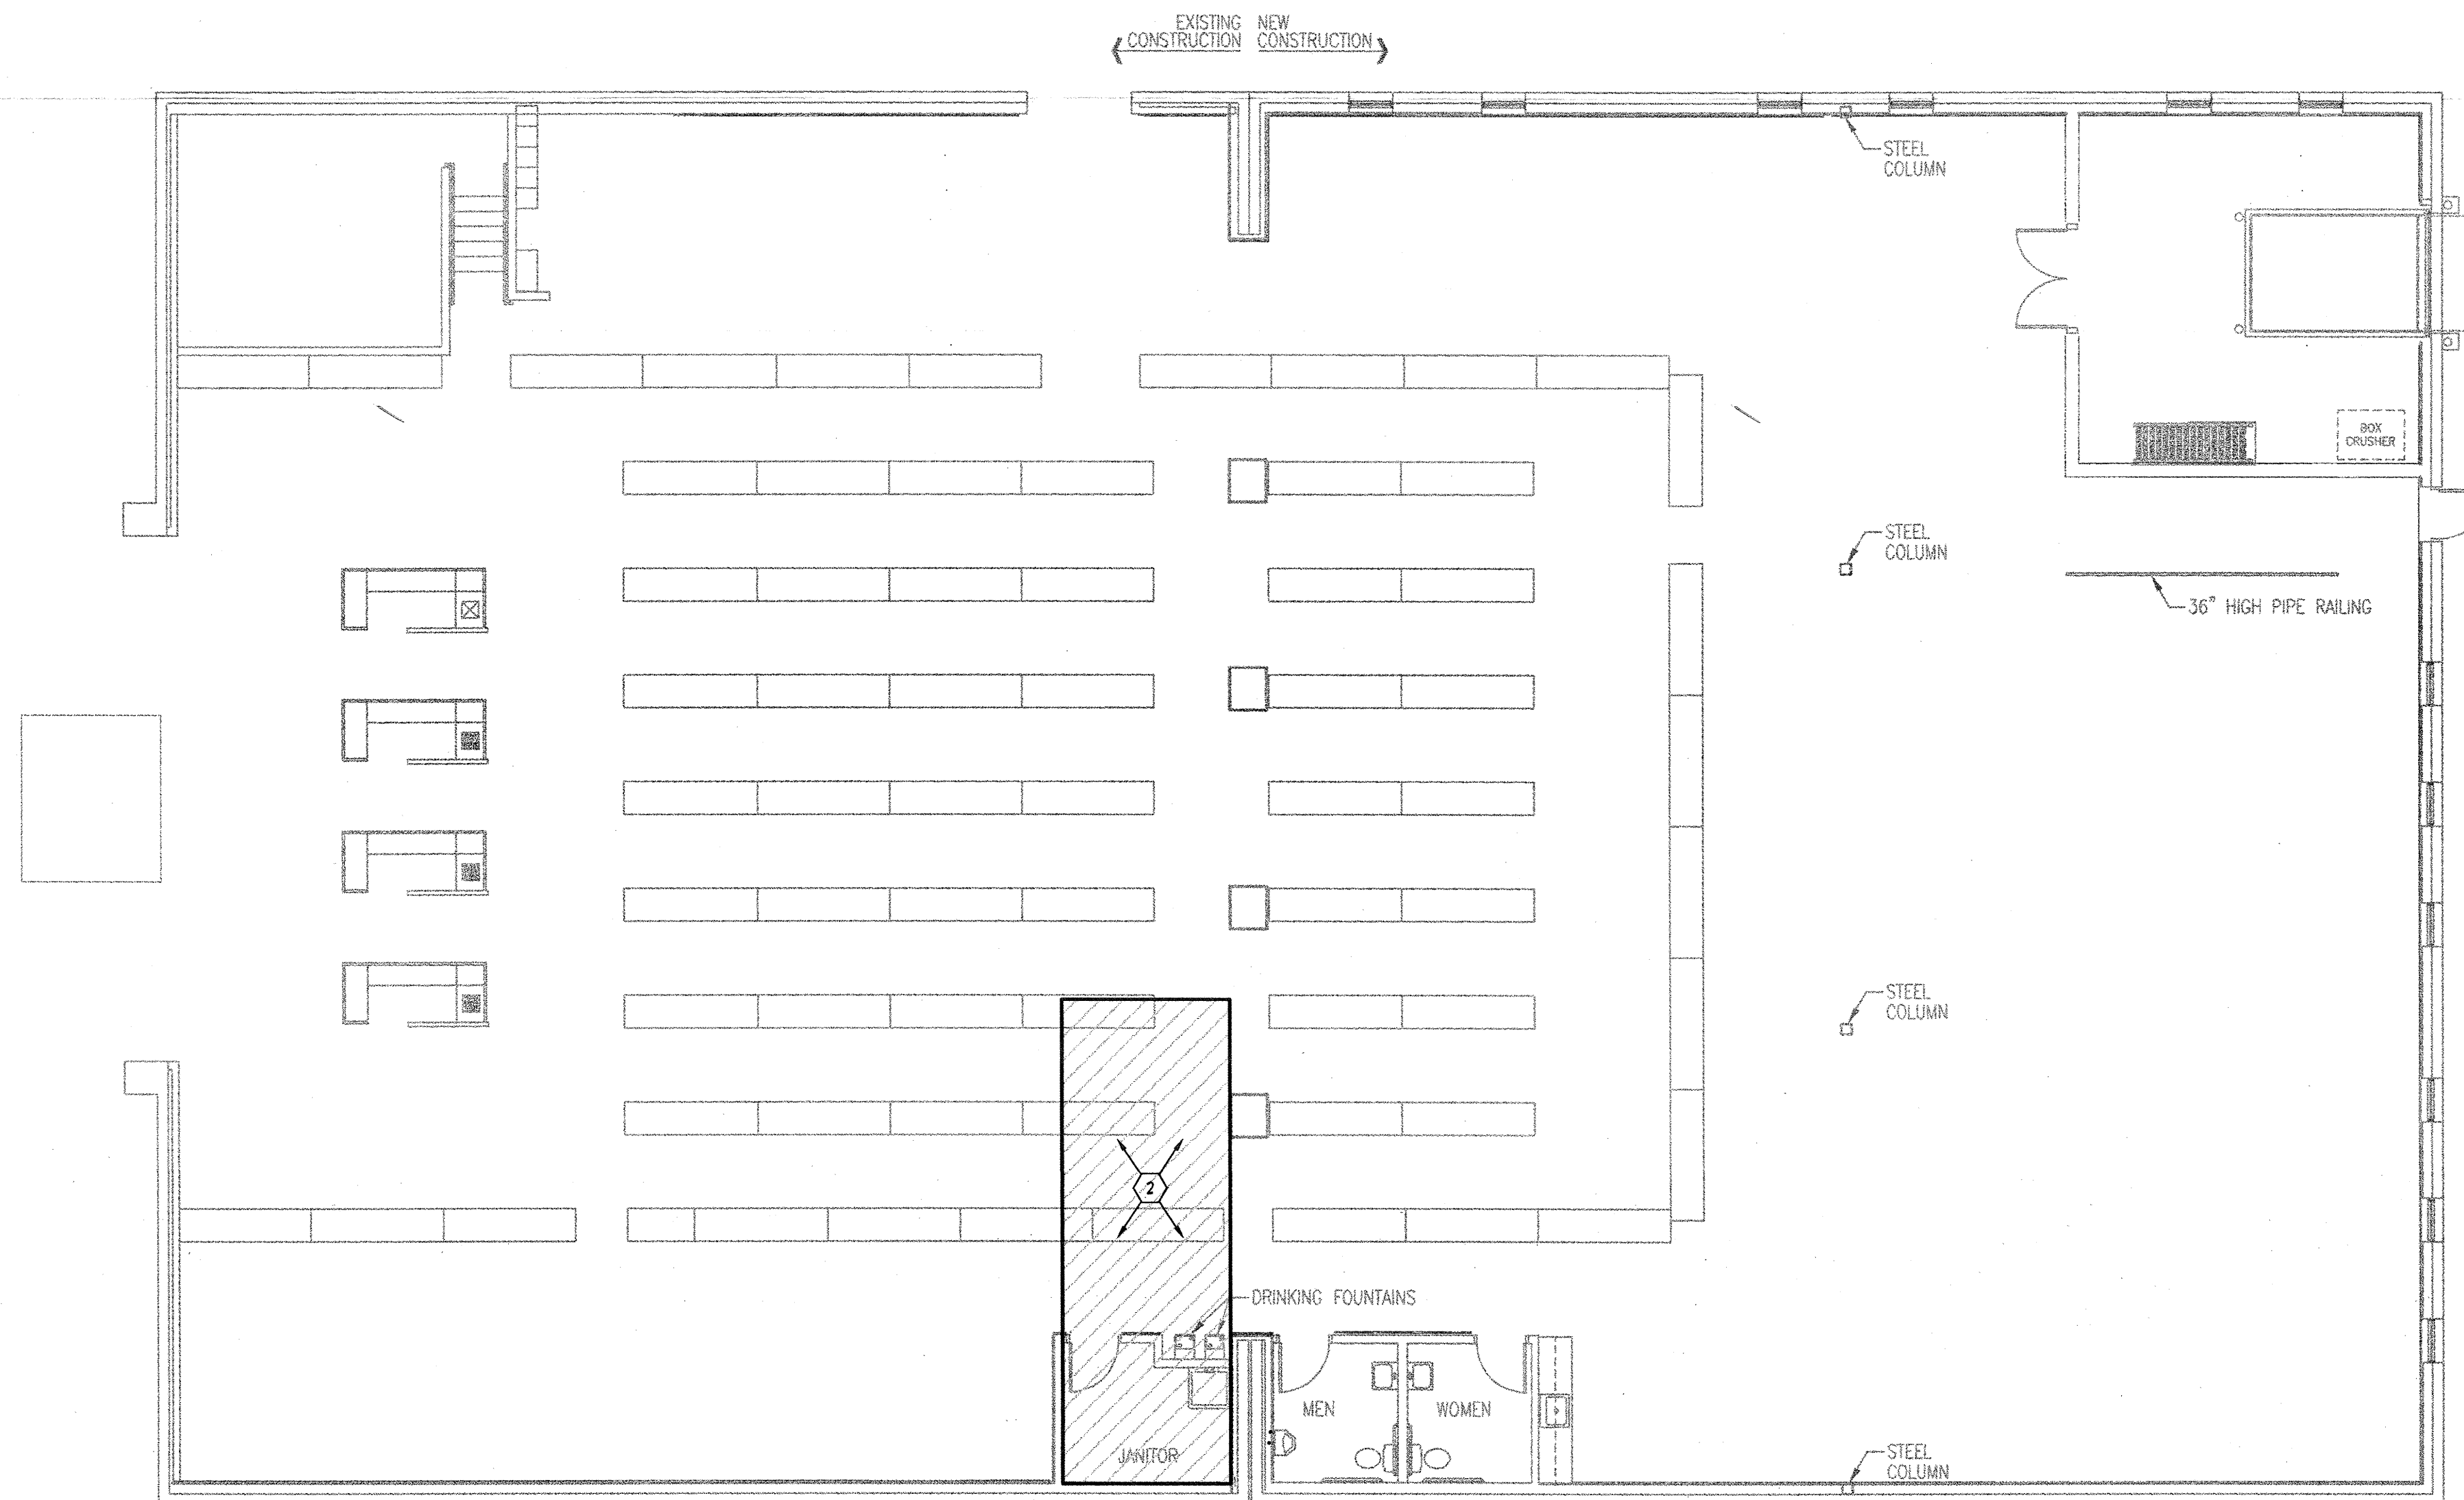 EXISTING NEW
CONSTRUCTION CONSTRUCTION
STEEL
COLUMN
BOX
CRUSHER
STEEL
COLUMN
36" HIGH PIPE RAILING
STEEL
COLUMN
2
DRINKING FOUNTAINS
MEN
WOMEN
JANITOR
STEEL
COLUMN